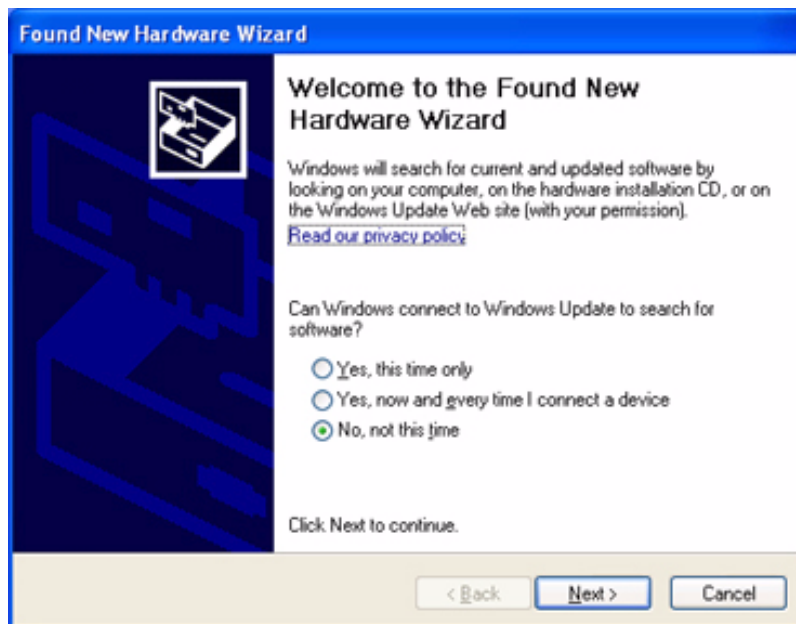 Found New Hardware Wizard
Welcome to the Found New
Hardware Wizard
Windows will search for current and updated software by
looking on your computer, on the hardware installation CD, or on
the Windows Update Web site (with your permission).
Read our privacy policy
Can Windows connect to Windows Update to search for
software?
Yes, this time only
Yes, now and every time I connect a device
No, not this time
Click Next to continue.
< Back Next > Cancel